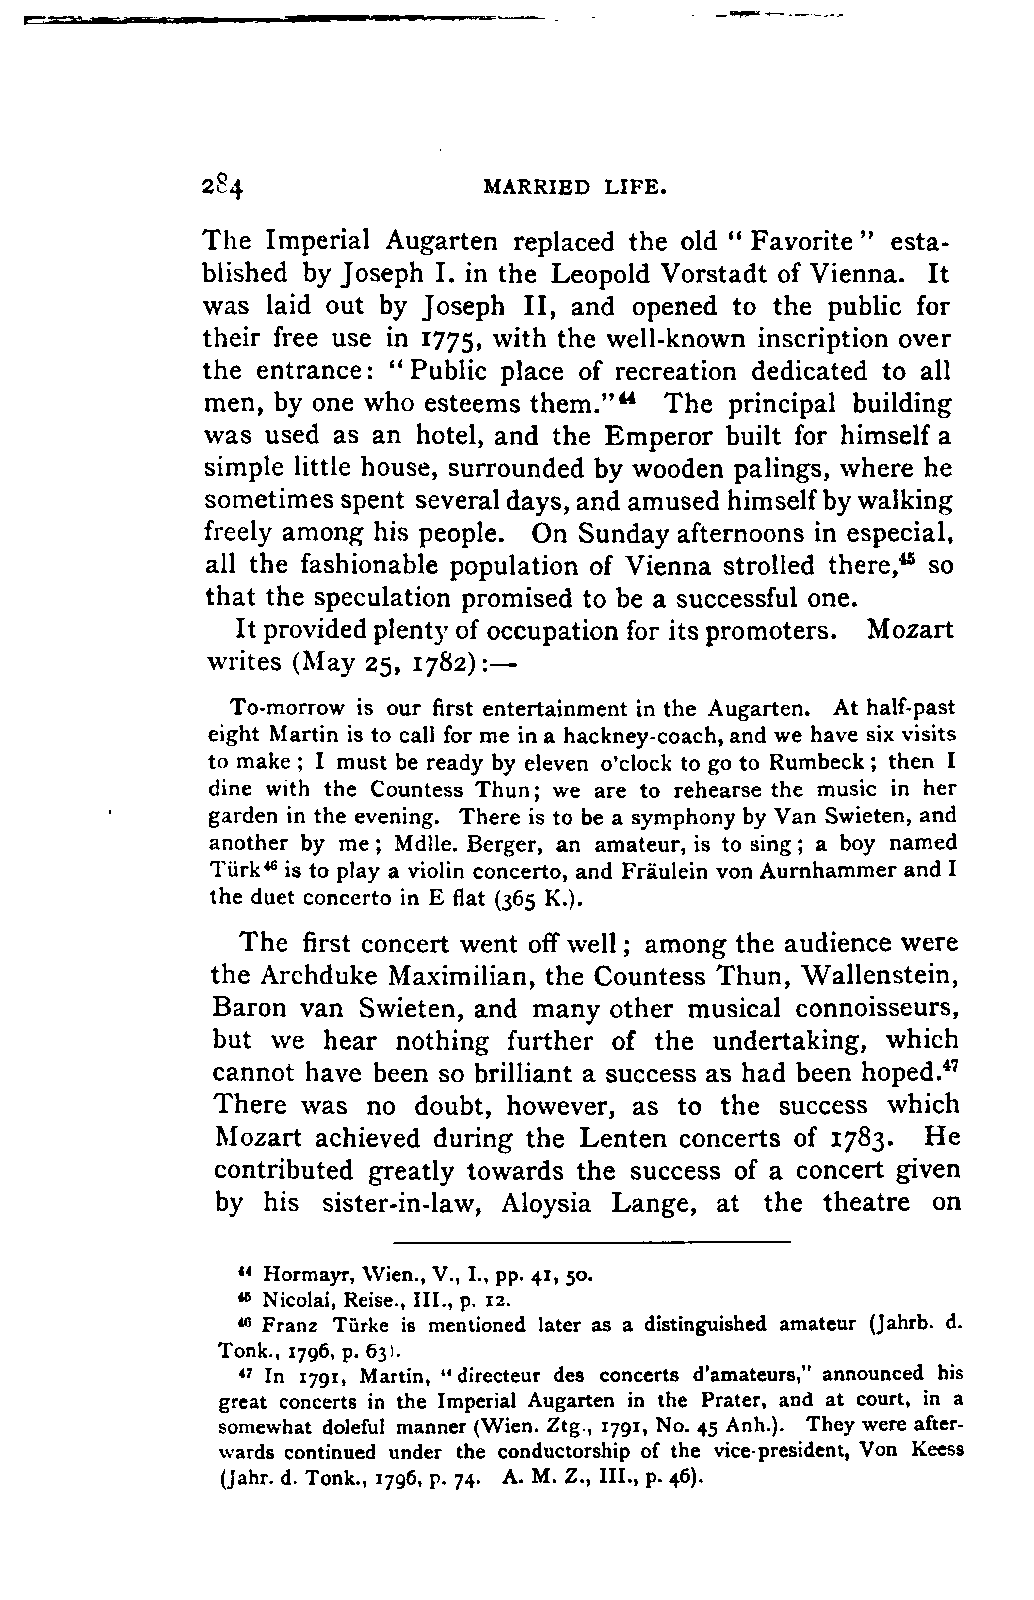 284 MARRIED LIFE.
The Imperial Augarten replaced the old “ Favorite ” esta-
blished by Joseph I. in the Leopold Vorstadt of Vienna. It
was laid out by Joseph II, and opened to the public for
their free use in 1775, with the well-known inscription over
the entrance: “ Public place of recreation dedicated to all
men, by one who esteems them.”⁴⁴ The principal building
was used as an hotel, and the Emperor built for himself a
simple little house, surrounded by wooden palings, where he
sometimes spent several days, and amused himself by walking
freely among his people. On Sunday afternoons in especial,
all the fashionable population of Vienna strolled there,⁴⁵ so
that the speculation promised to be a successful one.
It provided plenty of occupation for its promoters. Mozart
writes (May 25, 1782) :—
To-morrow is our first entertainment in the Augarten. At half-past
eight Martin is to call for me in a hackney-coach, and we have six visits
to make ; I must be ready by eleven o'clock to go to Rumbeck ; then I
dine with the Countess Thun; we are to rehearse the music in her
garden in the evening. There is to be a symphony by Van Swieten, and
another by me ; Mdlle. Berger, an amateur, is to sing ; a boy named
Türk⁴⁶ is to play a violin concerto, and Fräulein von Aurnhammer and I
the duet concerto in E flat (365 K.).
The first concert went off well ; among the audience were
the Archduke Maximilian, the Countess Thun, Wallenstein,
Baron van Swieten, and many other musical connoisseurs,
but we hear nothing further of the undertaking, which
cannot have been so brilliant a success as had been hoped.⁴⁷
There was no doubt, however, as to the success which
Mozart achieved during the Lenten concerts of 1783. He
contributed greatly towards the success of a concert given
by his sister-in-law, Aloysia Lange, at the theatre on
⁴⁴ Hormayr, Wien., V., I., pp. 41, 50.
⁴⁵ Nicolai, Reise., III., p. 12.
⁴⁶ Franz Türke is mentioned later as a distinguished amateur (Jahrb. d.
Tonk., 1796, p. 63).
⁴⁷ In 1791, Martin, “ directeur des concerts d'amateurs,” announced his
great concerts in the Imperial Augarten in the Prater, and at court, in a
somewhat doleful manner (Wien. Ztg., 1791, No. 45 Anh.). They were after-
wards continued under the conductorship of the vice-president, Von Keess
(Jahr. d. Tonk., 1796, p. 74. A. M. Z., III., p. 46).